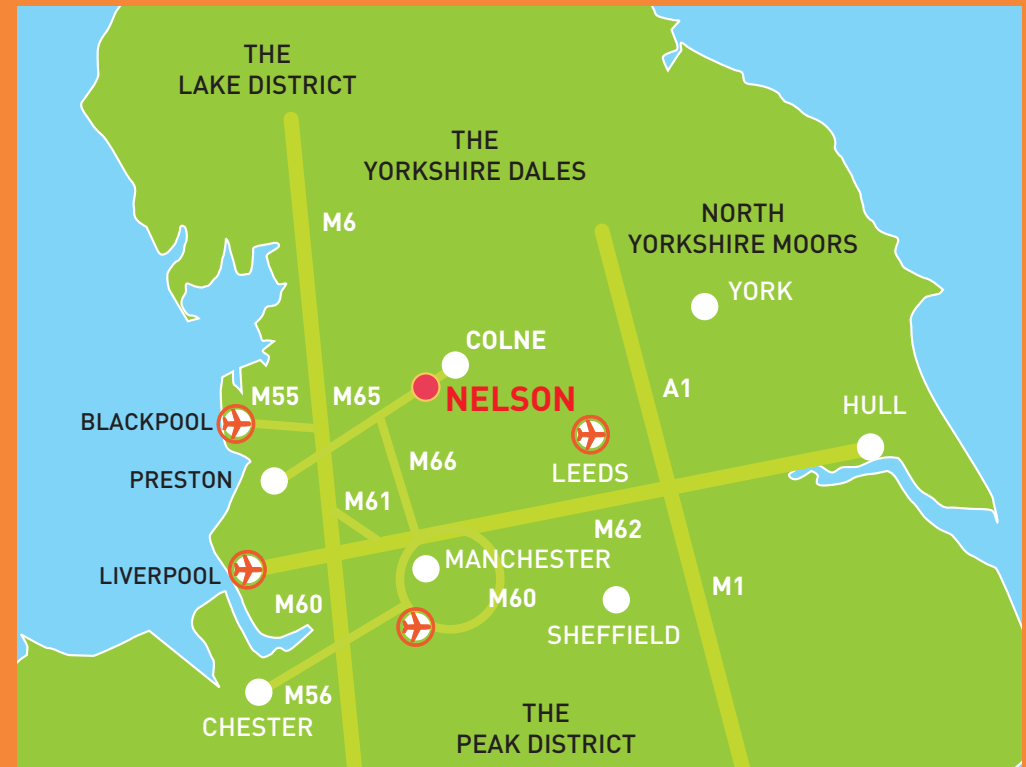 THE
LAKE DISTRICT
THE
YORKSHIRE DALES
M6
NORTH
YORKSHIRE MOORS
YORK
COLNE
NELSON
M55
M65
A1
BLACKPOOL
HULL
M66
LEEDS
PRESTON
M61
M62
MANCHESTER
LIVERPOOL
M60
M60
M1
SHEFFIELD
M56
CHESTER
THE
PEAK DISTRICT